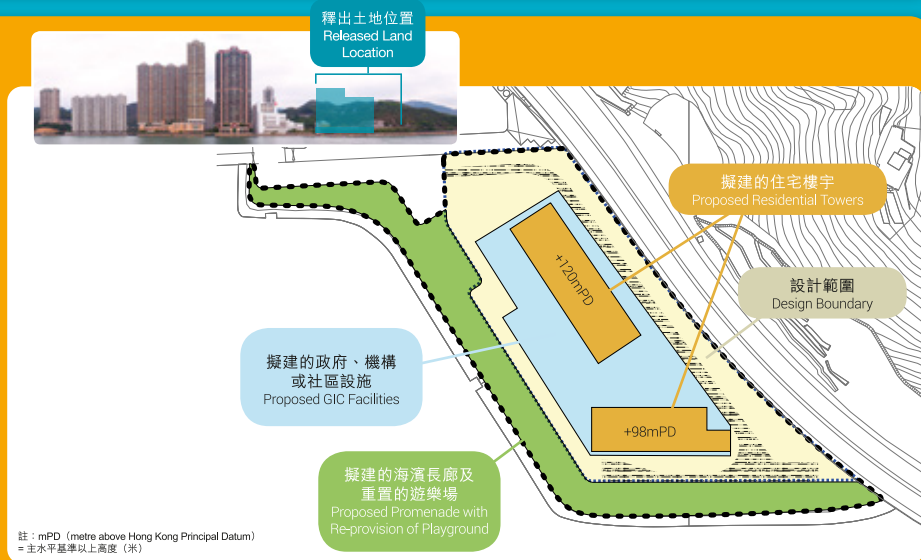 釋出土地位置
Released Land
Location
擬建的住宅樓宇
Proposed Residential Towers
+120mPD
設計範圍
Design Boundary
擬建的政府、機構
或社區設施
Proposed GIC Facilities
+98mPD
擬建的海濱長廊及
重置的遊樂場
Proposed Promenade with
Re-provision of Playground
註：mPD（metre above Hong Kong Principal Datum）
= 主水平基準以上高度（米）